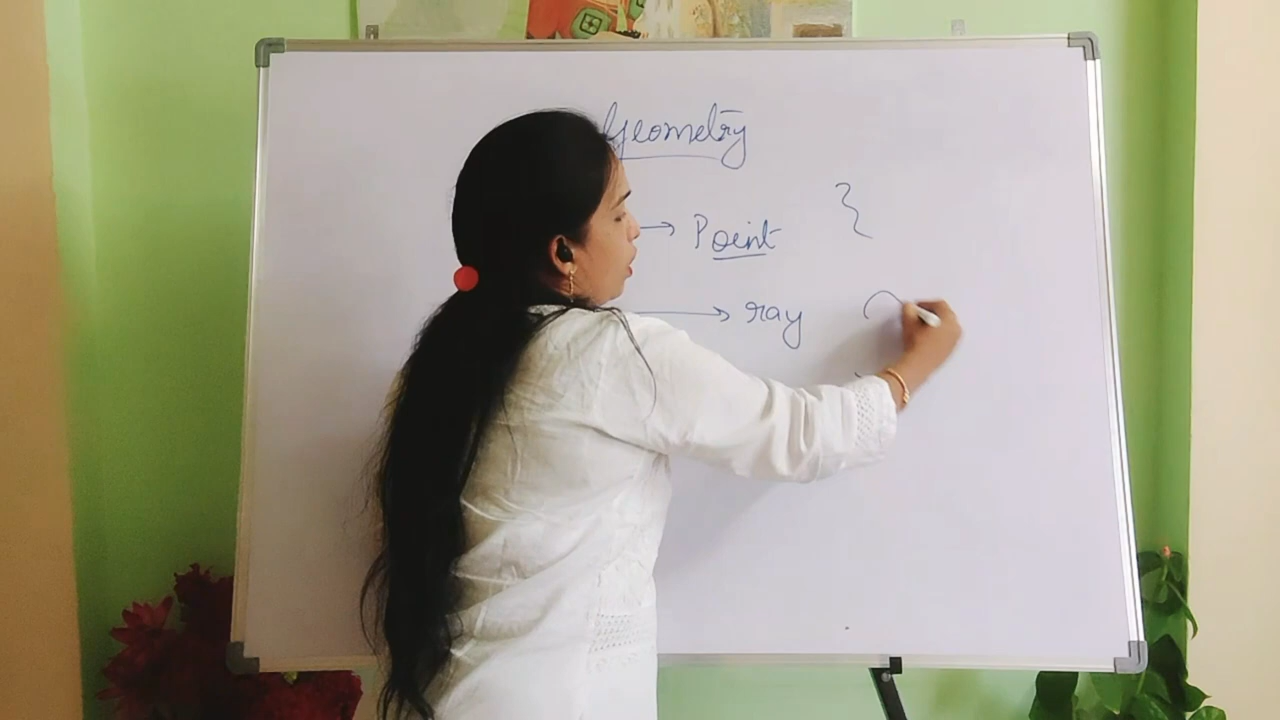 Geometry
→ Point
→ ray